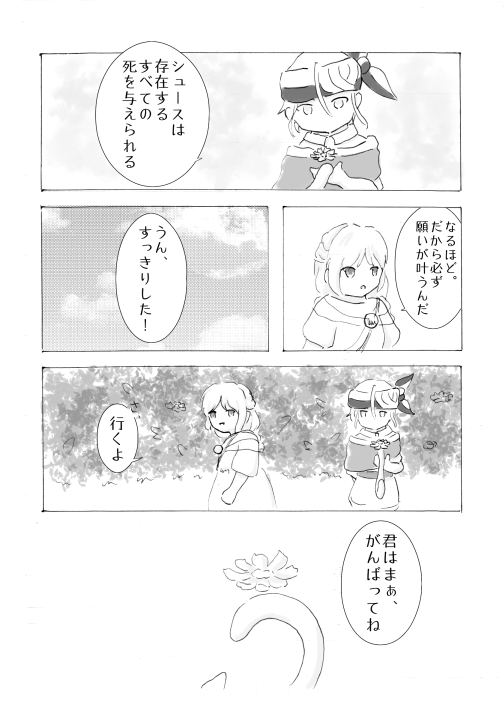 シュースは
存在する
すべての
死を与えられる
なるほど。
だから必ず
願いが叶うんだ
うん、
すっきりした！
さ
行くよ
君はまぁ、
がんばってね